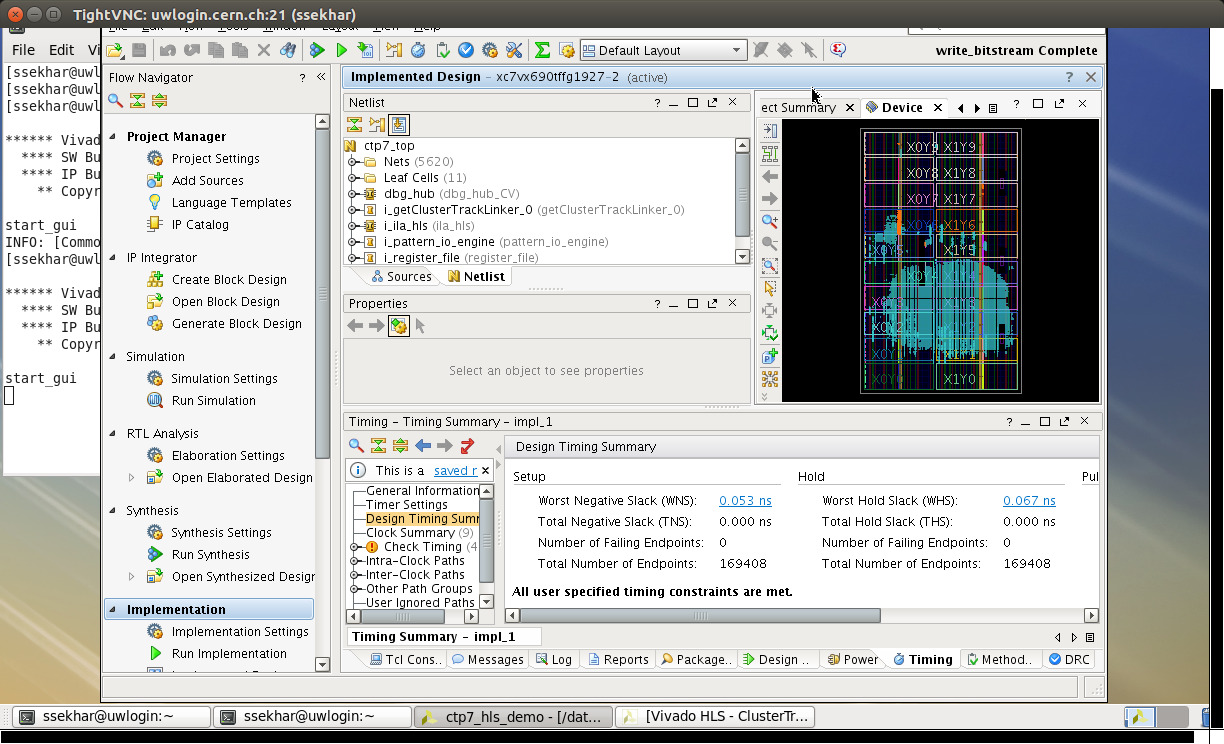 TightVNC: uwlogin.cern.ch:21 (ssekhar)
File Edit Vi
Default Layout
write_bitstream Complete
[ssekhar@uwl
[ssekhar@uwl
[ssekhar@uwl
****** Vivad
**** SW Bu
**** IP Bu
** Copyr
start_gui
INFO: [Commo
[ssekhar@uwl
****** Vivad
**** SW Bu
**** IP Bu
** Copyr
start_gui
Flow Navigator ? «
Project Manager
Project Settings
Add Sources
Language Templates
IP Catalog
IP Integrator
Create Block Design
Open Block Design
Generate Block Design
Simulation
Simulation Settings
Run Simulation
RTL Analysis
Elaboration Settings
Open Elaborated Design
Synthesis
Synthesis Settings
Run Synthesis
Open Synthesized Desigr
Implementation
Implementation Settings
Run Implementation
Implemented Design - xc7vx690tffg1927-2 (active)
Netlist
ctp7_top
Nets (5620)
Leaf Cells (11)
dbg_hub (dbg_hub_CV)
i_getClusterTrackLinker_0 (getClusterTrackLinker_0)
i_ila_hls (ila_hls)
i_pattern_io_engine (pattern_io_engine)
i_register_file (register_file)
Sources Netlist
Properties
Select an object to see properties
ect Summary × Device ×
X0Y9 X1Y9
X0Y8 X1Y8
X0Y7 X1Y7
X0Y6 X1Y6
X0Y5 X1Y5
X0Y4
X0Y3 X1Y3
X0Y2
X0Y1 X1Y1
X0Y0 X1Y0
Timing - Timing Summary - impl_1
This is a saved r ×
General Information
Timer Settings
Design Timing Summ
Clock Summary (9)
Check Timing (4
Intra-Clock Paths
Inter-Clock Paths
Other Path Groups
User Ignored Paths
Design Timing Summary
Setup Hold Pul
Worst Negative Slack (WNS): 0.053 ns Worst Hold Slack (WHS): 0.067 ns
Total Negative Slack (TNS): 0.000 ns Total Hold Slack (THS): 0.000 ns
Number of Failing Endpoints: 0 Number of Failing Endpoints: 0
Total Number of Endpoints: 169408 Total Number of Endpoints: 169408
All user specified timing constraints are met.
Timing Summary - impl_1
Tcl Cons.. Messages Log Reports Package.. Design .. Power Timing Method.. DRC
ssekhar@uwlogin:~ ssekhar@uwlogin:~ ctp7_hls_demo - [/dat... [Vivado HLS - ClusterTr...